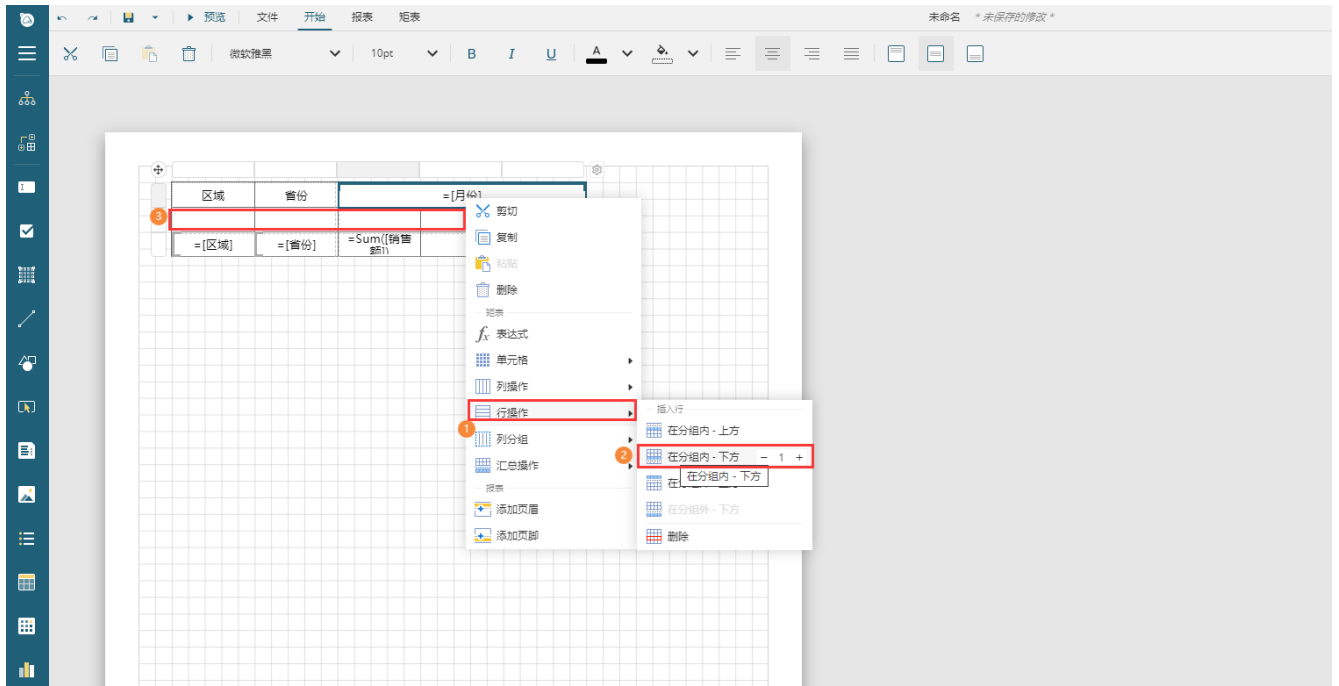 预览 文件 开始 报表 矩表 未命名 *未保存的修改*
微软雅黑 10pt B I U A
区域 省份 =[月份]
3
=[区域] =[省份] =Sum([销售
额])
剪切
复制
粘贴
删除
矩表
表达式
单元格
列操作
行操作
1
列分组
汇总操作
报表
添加页眉
添加页脚
插入行
在分组内 - 上方
2
在分组内 - 下方 − 1 +
在分组内 - 下方
在分组外 - 下方
删除